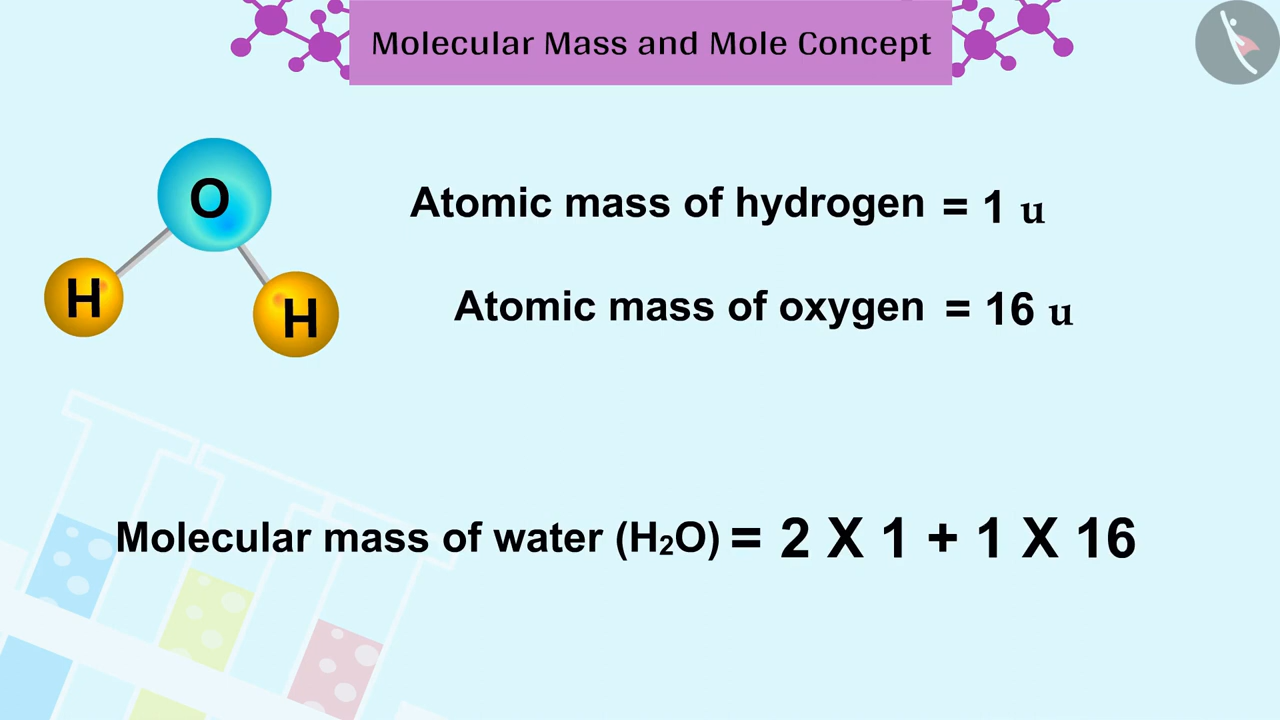 Molecular Mass and Mole Concept
O
H
H
Atomic mass of hydrogen = 1 u
Atomic mass of oxygen = 16 u
Molecular mass of water (H₂O) = 2 X 1 + 1 X 16